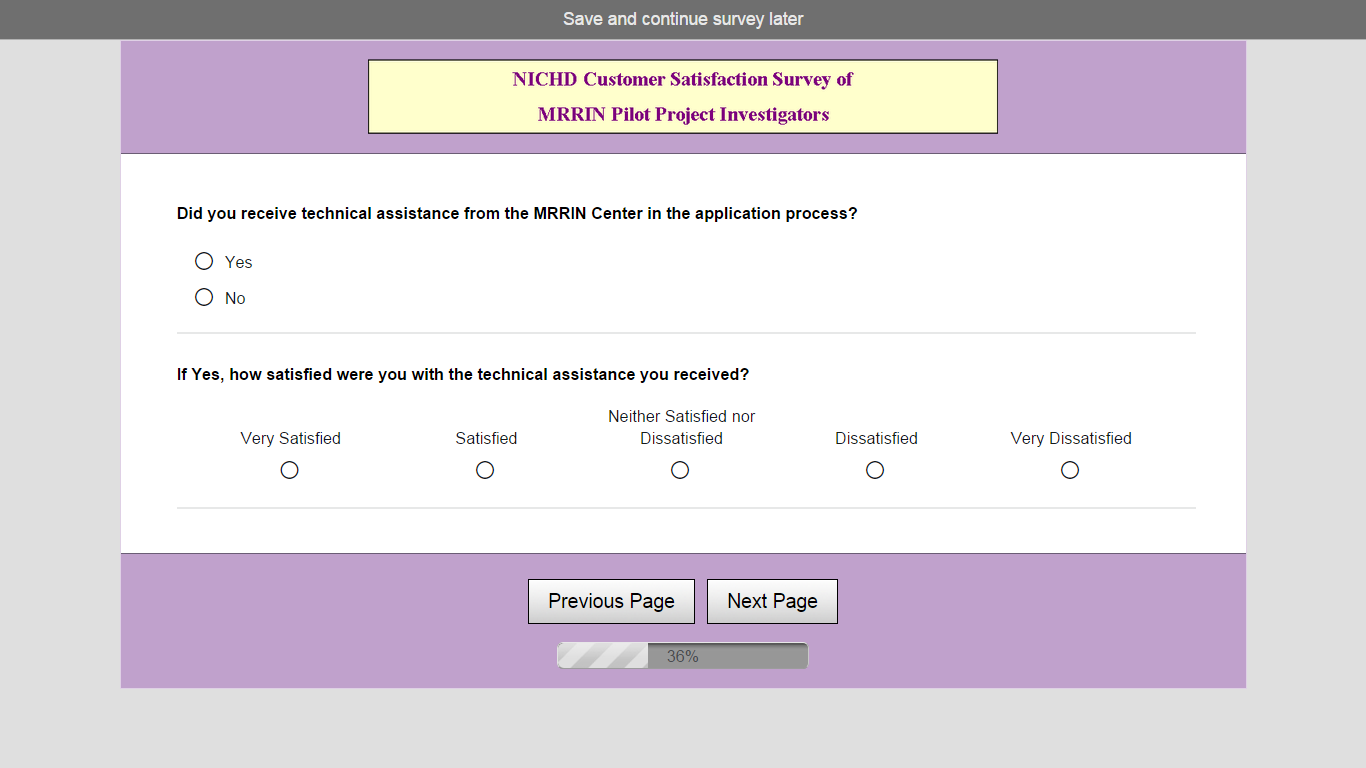 Save and continue survey later
NICHD Customer Satisfaction Survey of
MRRIN Pilot Project Investigators
Did you receive technical assistance from the MRRIN Center in the application process?
Yes
No
If Yes, how satisfied were you with the technical assistance you received?
Very Satisfied
Satisfied
Neither Satisfied nor
Dissatisfied
Dissatisfied
Very Dissatisfied
Previous Page
Next Page
36%